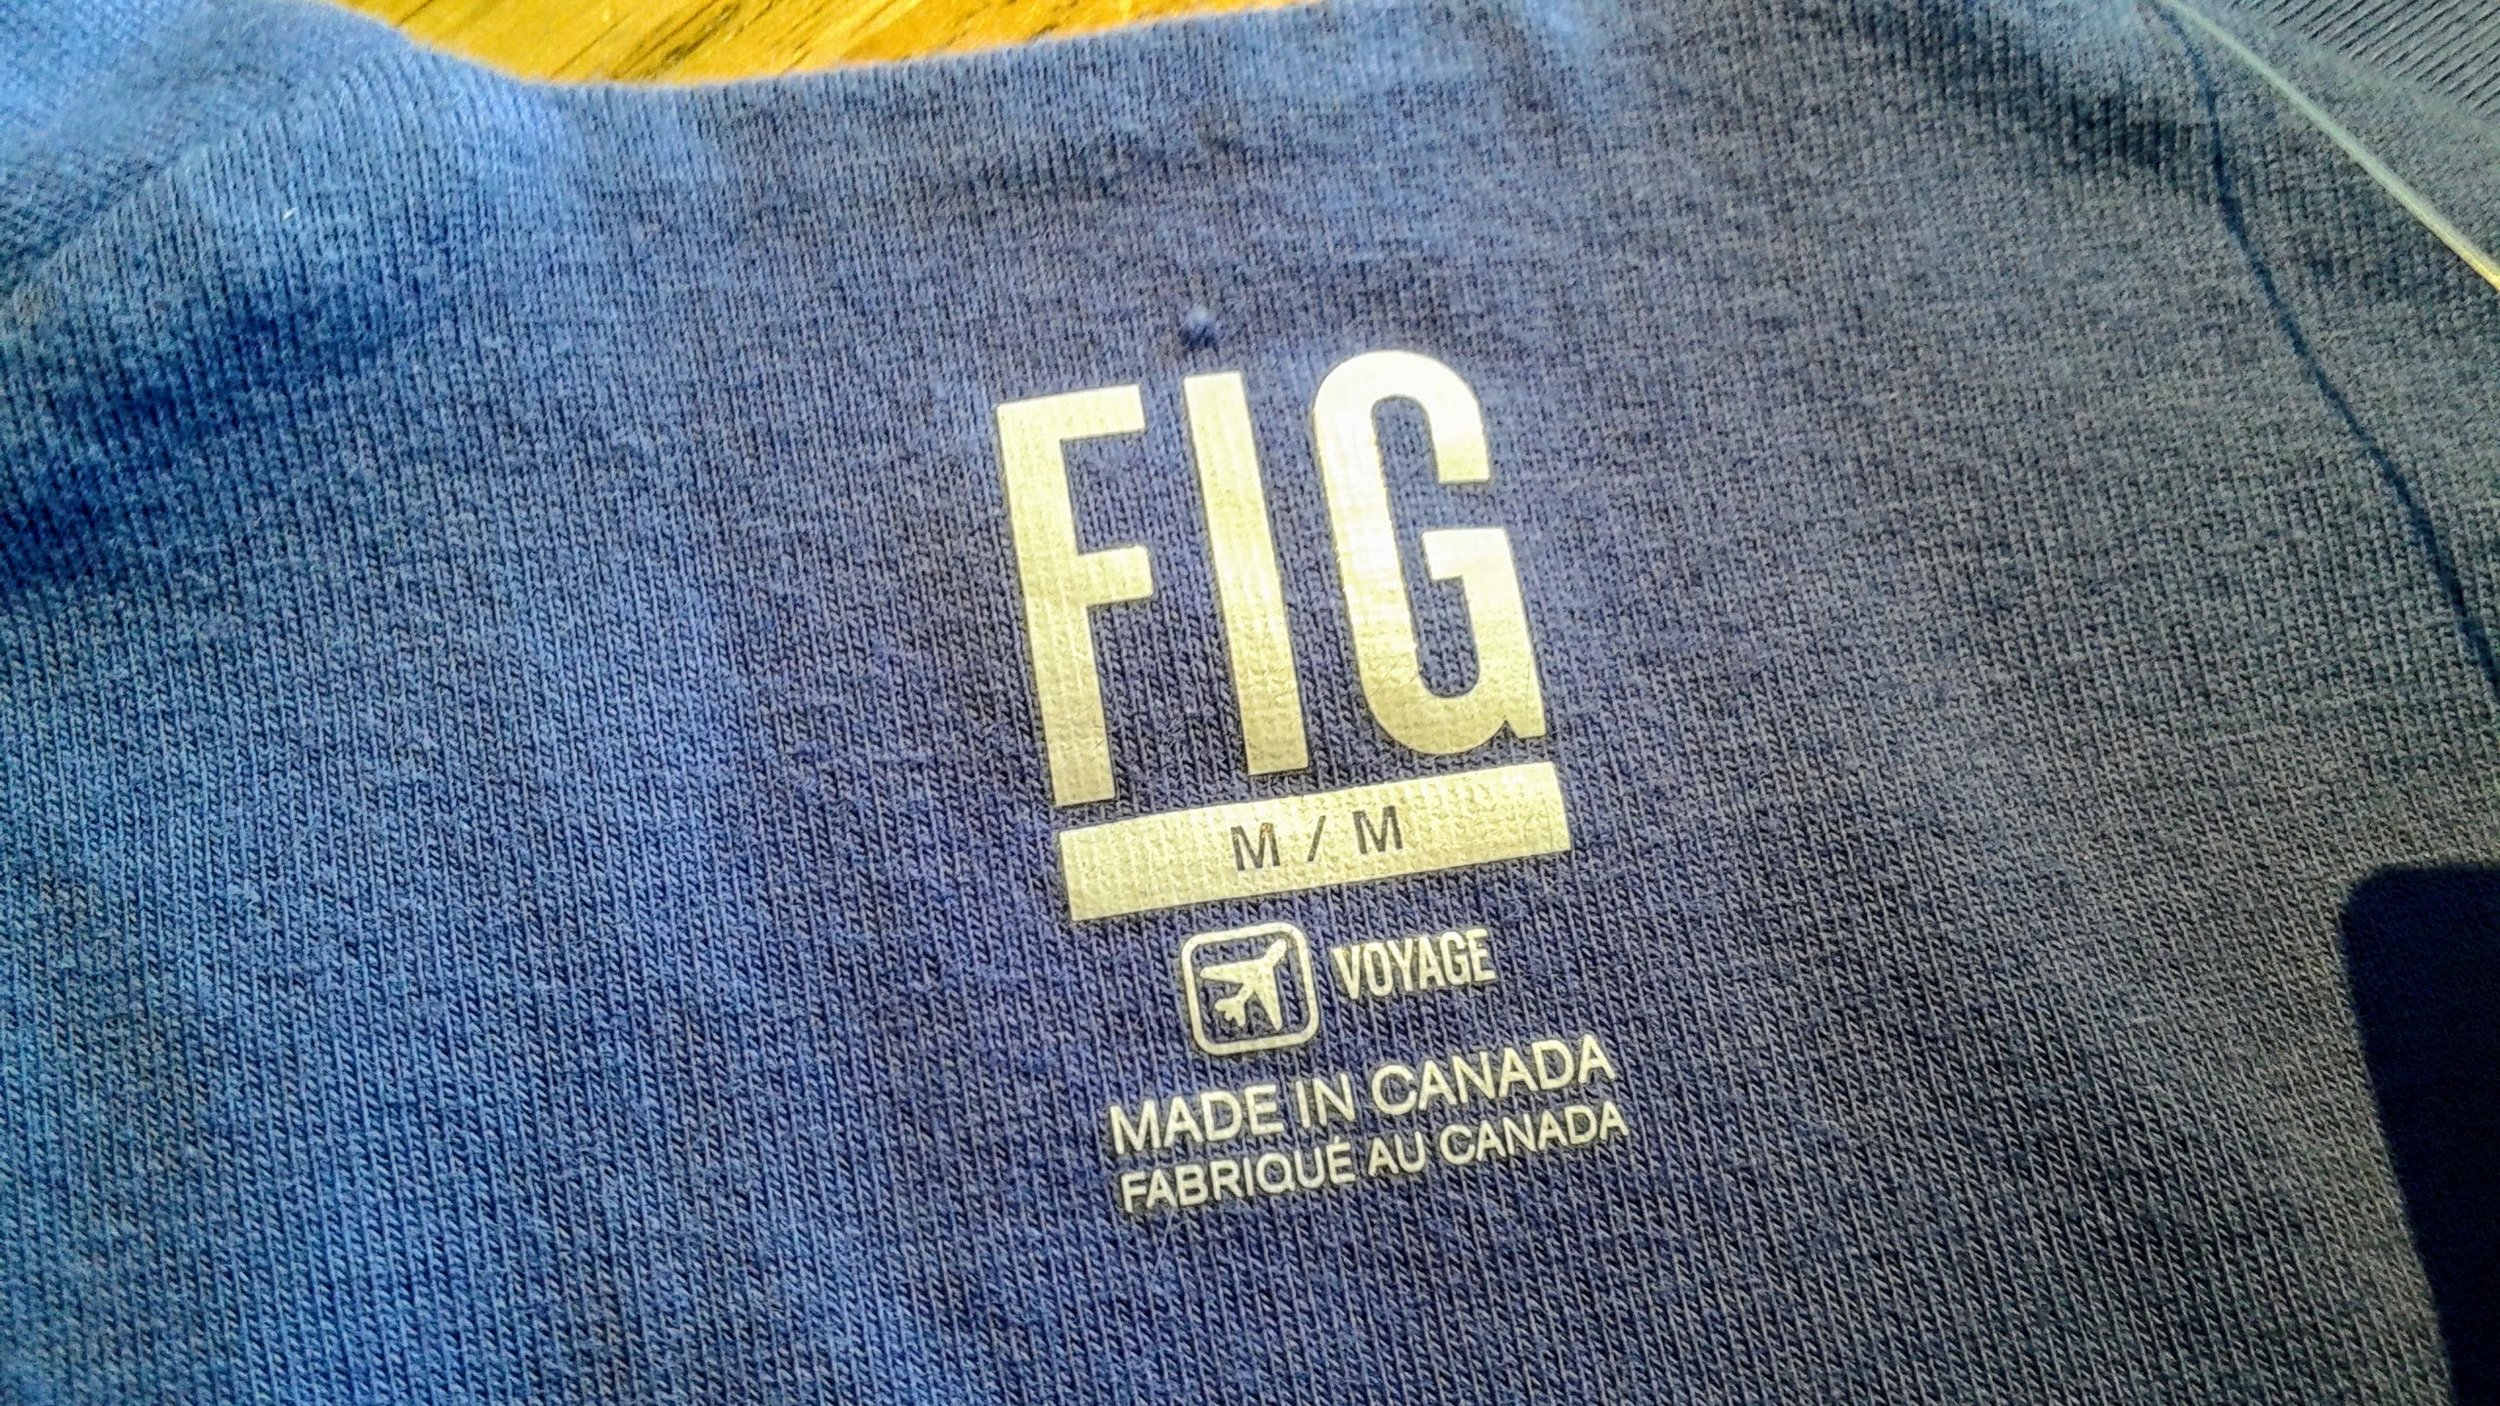 FIG
M / M
VOYAGE
MADE IN CANADA
FABRIQUÉ AU CANADA